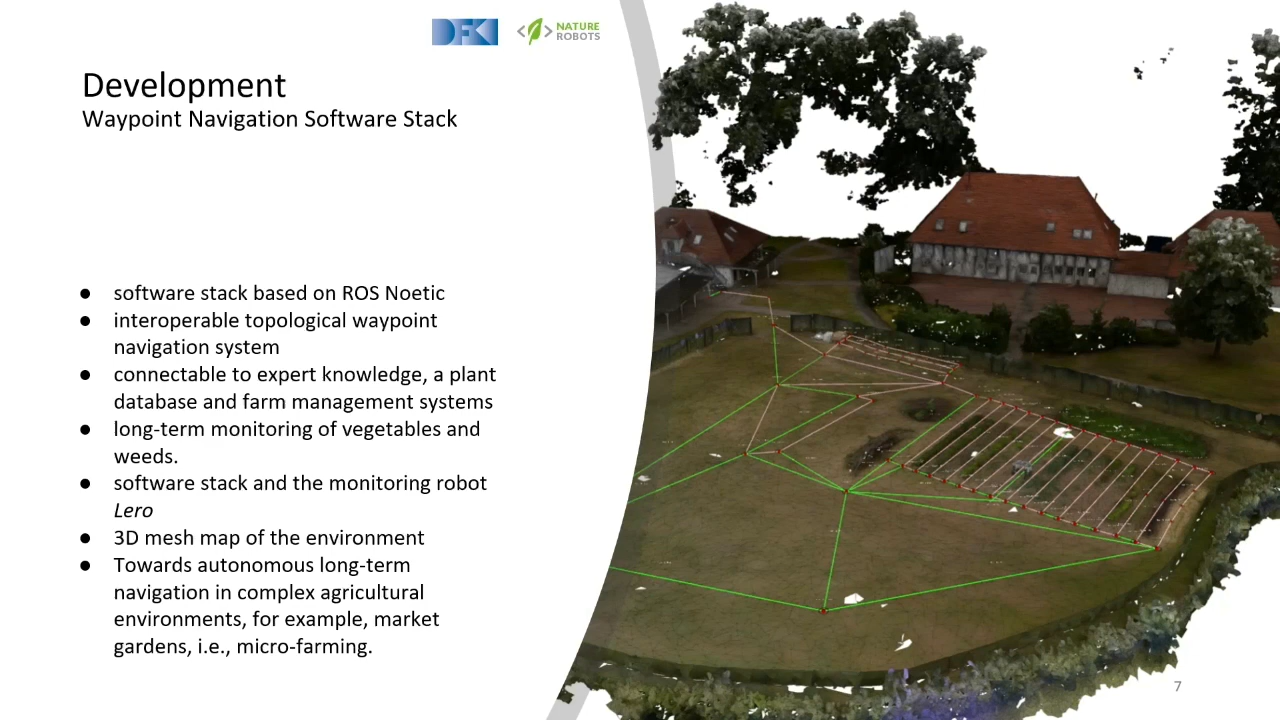 DFKI
NATURE
ROBOTS
Development
Waypoint Navigation Software Stack
● software stack based on ROS Noetic
● interoperable topological waypoint
navigation system
● connectable to expert knowledge, a plant
database and farm management systems
● long-term monitoring of vegetables and
weeds.
● software stack and the monitoring robot
Lero
● 3D mesh map of the environment
● Towards autonomous long-term
navigation in complex agricultural
environments, for example, market
gardens, i.e., micro-farming.
7